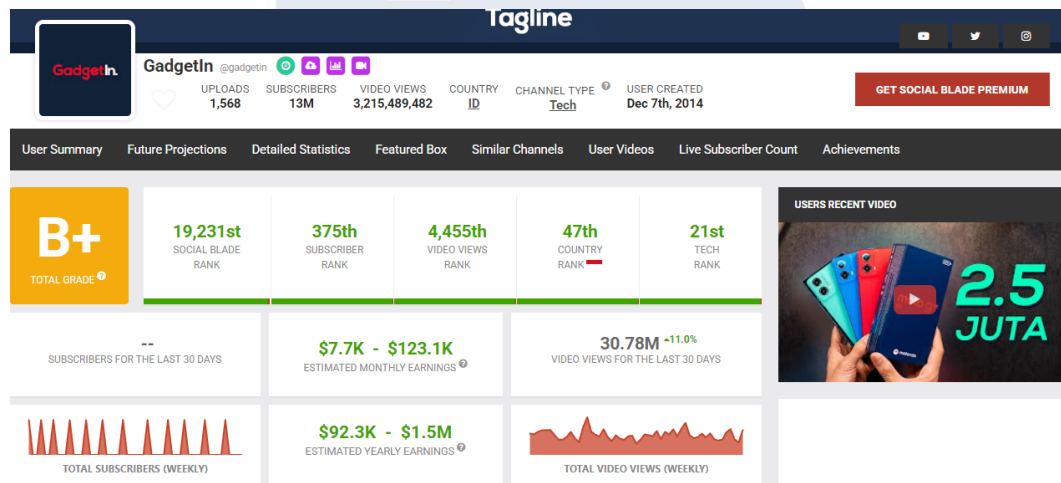 Tagline
GadgetIn.
GadgetIn @gadgetin
UPLOADS
1,568
SUBSCRIBERS
13M
VIDEO VIEWS
3,215,489,482
COUNTRY
ID
CHANNEL TYPE
Tech
USER CREATED
Dec 7th, 2014
GET SOCIAL BLADE PREMIUM
User Summary Future Projections Detailed Statistics Featured Box Similar Channels User Videos Live Subscriber Count Achievements
B+
TOTAL GRADE
19,231st
SOCIAL BLADE
RANK
375th
SUBSCRIBER
RANK
4,455th
VIDEO VIEWS
RANK
47th
COUNTRY
RANK
21st
TECH
RANK
USERS RECENT VIDEO
2.5
JUTA
motorola
--
SUBSCRIBERS FOR THE LAST 30 DAYS
$7.7K - $123.1K
ESTIMATED MONTHLY EARNINGS
30.78M 11.0%
VIDEO VIEWS FOR THE LAST 30 DAYS
TOTAL SUBSCRIBERS (WEEKLY)
$92.3K - $1.5M
ESTIMATED YEARLY EARNINGS
TOTAL VIDEO VIEWS (WEEKLY)